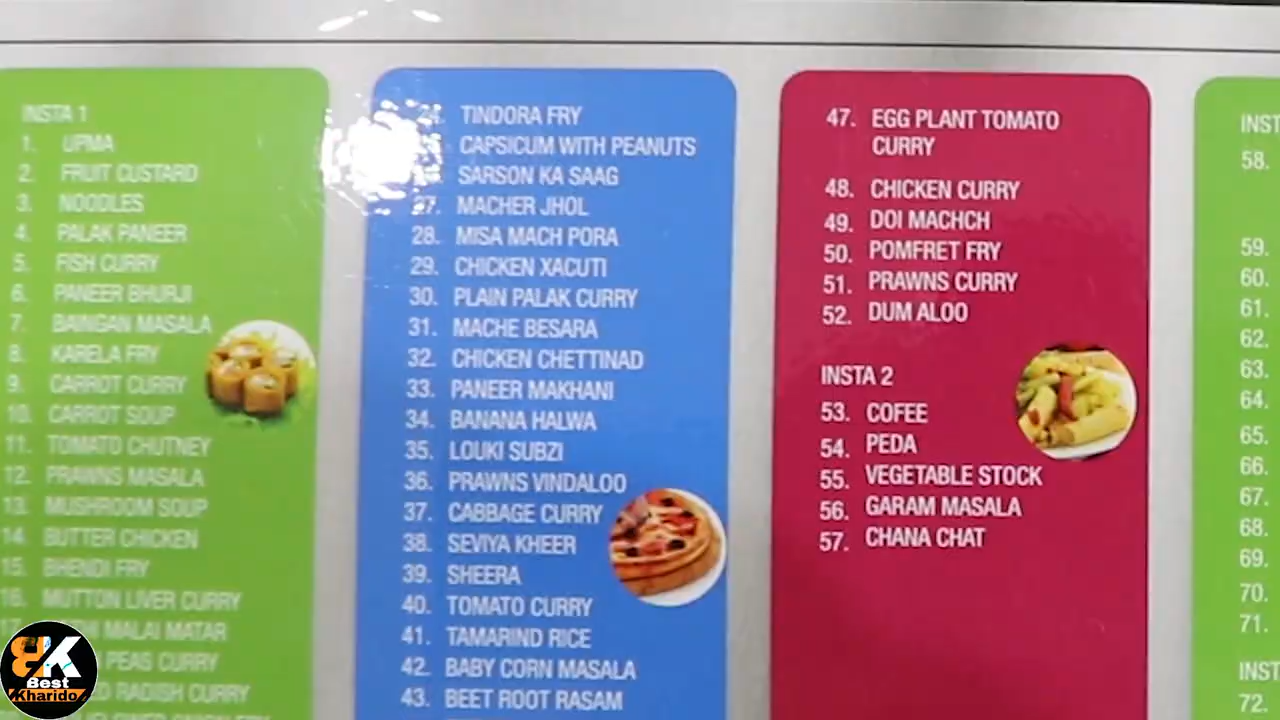 INSTA 1
1. UPMA
2. FRUIT CUSTARD
3. NOODLES
4. PALAK PANEER
5. FISH CURRY
6. PANEER BHURJI
7. BAINGAN MASALA
8. KARELA FRY
9. CARROT CURRY
10. CARROT SOUP
11. TOMATO CHUTNEY
12. PRAWNS MASALA
13. MUSHROOM SOUP
14. BUTTER CHICKEN
15. BHENDI FRY
16. MUTTON LIVER CURRY
MALAI MATAR
PEAS CURRY
RADISH CURRY
24. TINDORA FRY
CAPSICUM WITH PEANUTS
SARSON KA SAAG
27. MACHER JHOL
28. MISA MACH PORA
29. CHICKEN XACUTI
30. PLAIN PALAK CURRY
31. MACHE BESARA
32. CHICKEN CHETTINAD
33. PANEER MAKHANI
34. BANANA HALWA
35. LOUKI SUBZI
36. PRAWNS VINDALOO
37. CABBAGE CURRY
38. SEVIYA KHEER
39. SHEERA
40. TOMATO CURRY
41. TAMARIND RICE
42. BABY CORN MASALA
43. BEET ROOT RASAM
47. EGG PLANT TOMATO
CURRY
48. CHICKEN CURRY
49. DOI MACHCH
50. POMFRET FRY
51. PRAWNS CURRY
52. DUM ALOO
INSTA 2
53. COFEE
54. PEDA
55. VEGETABLE STOCK
56. GARAM MASALA
57. CHANA CHAT
INST
58.
59.
60.
61.
62.
63.
64.
65.
66.
67.
68.
69.
70.
71.
INST
72.
BK
Best
Kharido